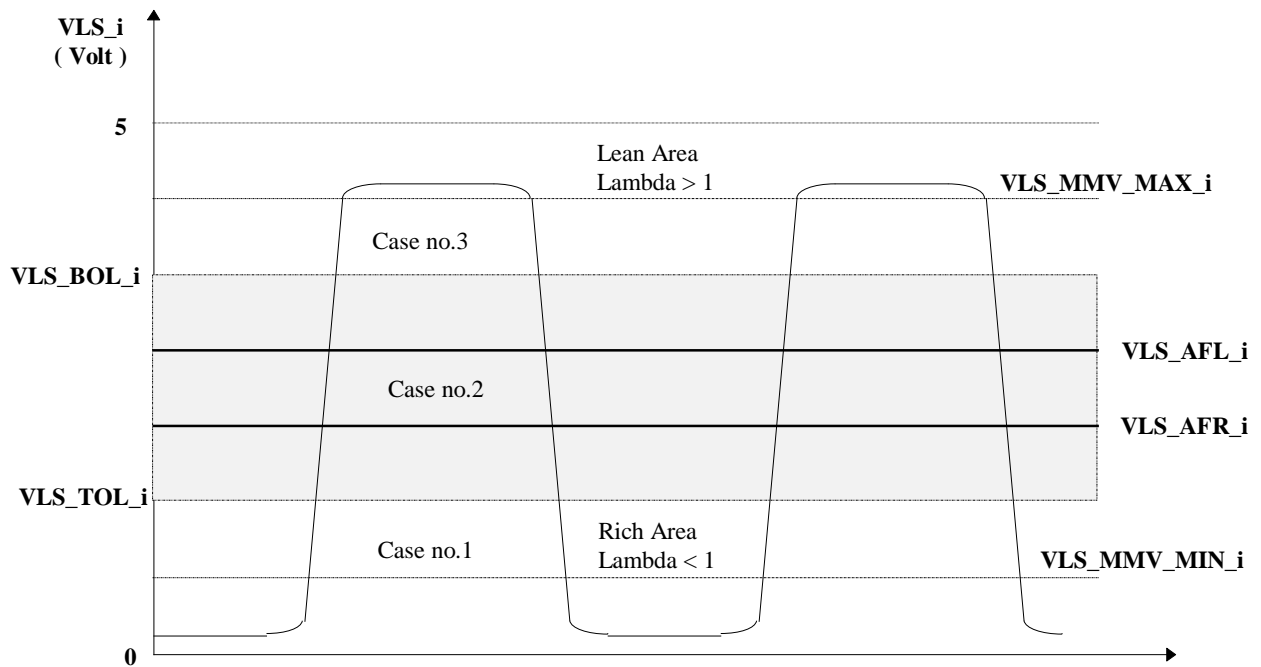 VLS_i
( Volt )
5
Lean Area
Lambda > 1
VLS_MMV_MAX_i
Case no.3
VLS_BOL_i
VLS_AFL_i
Case no.2
VLS_AFR_i
VLS_TOL_i
Rich Area
Lambda < 1
Case no.1
VLS_MMV_MIN_i
0